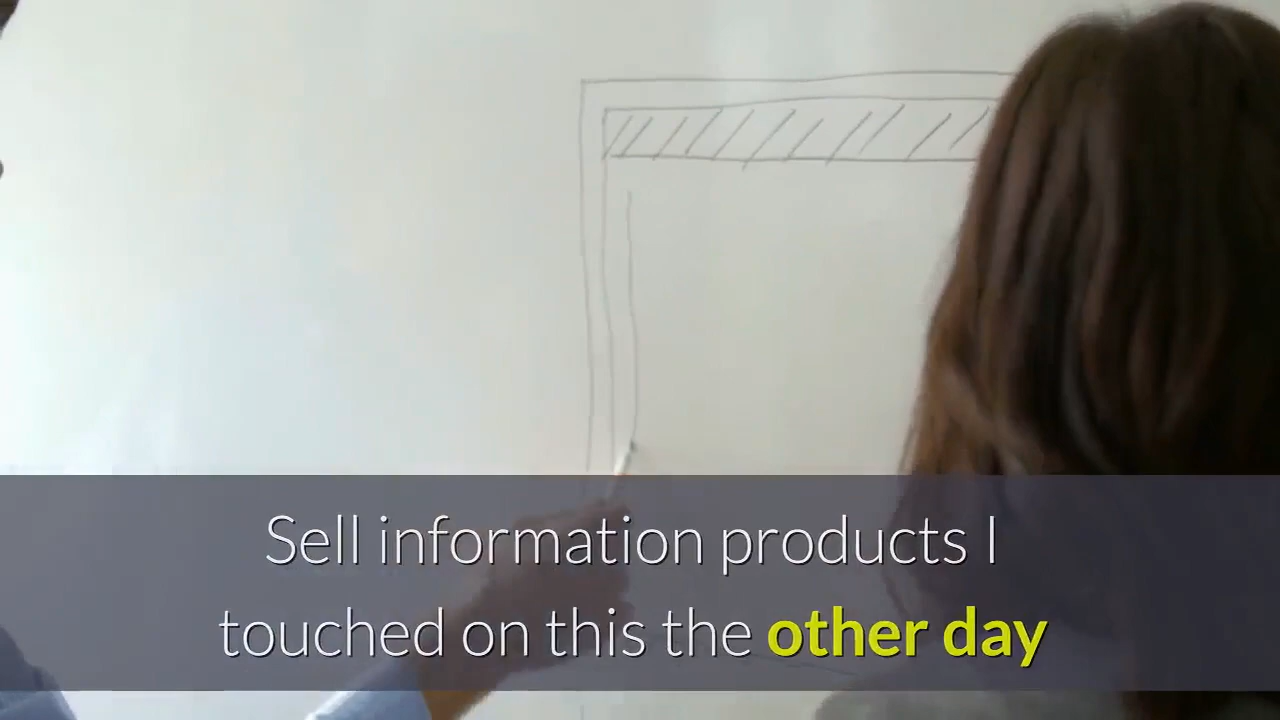 Sell information products I
touched on this the other day